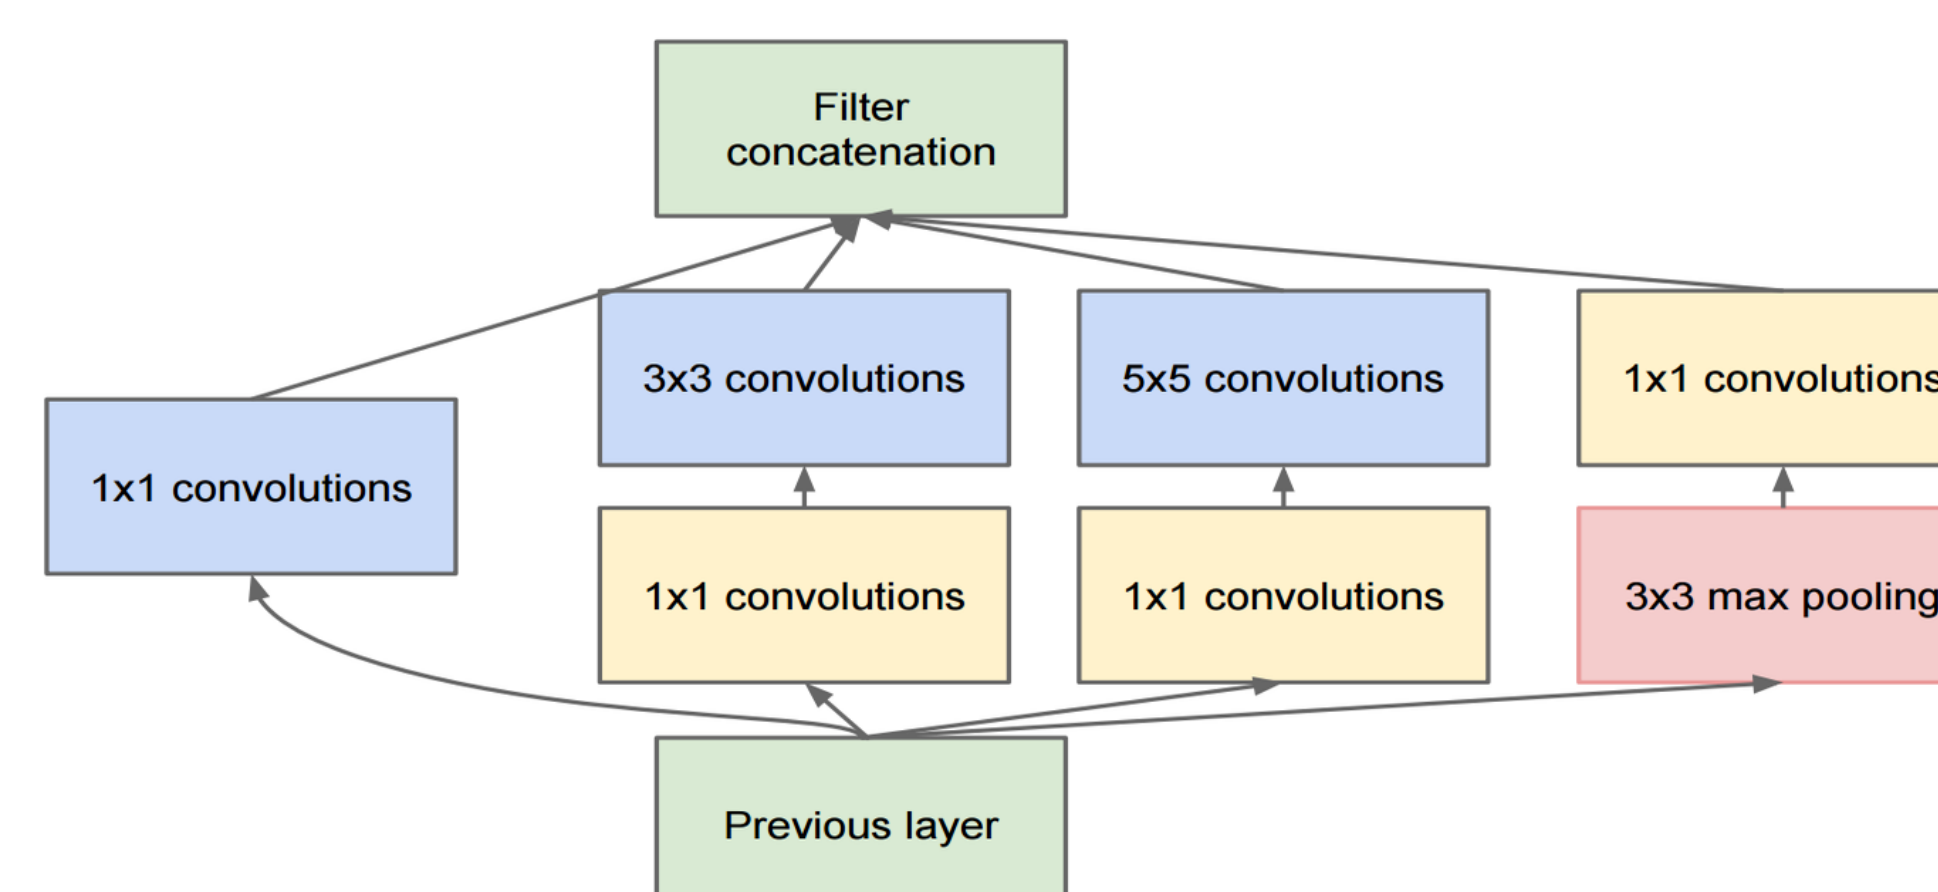 Filter
concatenation
3x3 convolutions
5x5 convolutions
1x1 convolutions
1x1 convolutions
1x1 convolutions
1x1 convolutions
3x3 max pooling
Previous layer